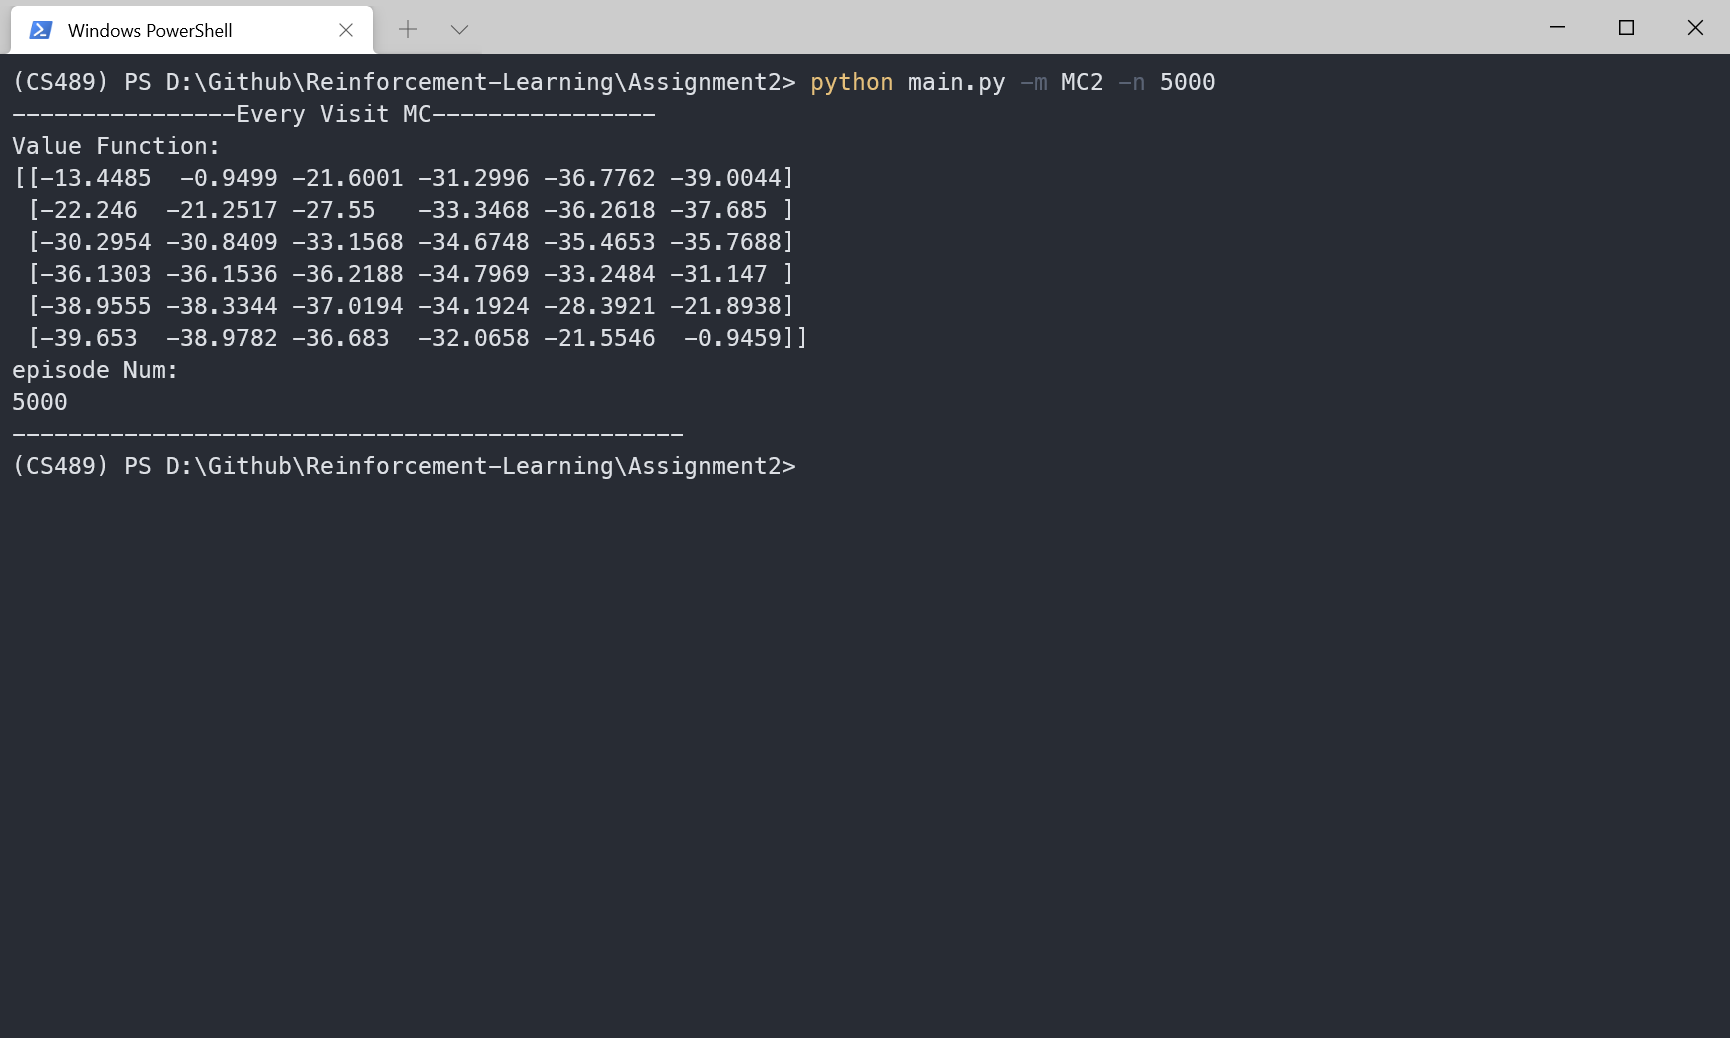 Windows PowerShell
(CS489) PS D:\Github\Reinforcement-Learning\Assignment2> python main.py -m MC2 -n 5000
----------------Every Visit MC----------------
Value Function:
[[-13.4485  -0.9499 -21.6001 -31.2996 -36.7762 -39.0044]
 [-22.246  -21.2517 -27.55   -33.3468 -36.2618 -37.685 ]
 [-30.2954 -30.8409 -33.1568 -34.6748 -35.4653 -35.7688]
 [-36.1303 -36.1536 -36.2188 -34.7969 -33.2484 -31.147 ]
 [-38.9555 -38.3344 -37.0194 -34.1924 -28.3921 -21.8938]
 [-39.653  -38.9782 -36.683  -32.0658 -21.5546  -0.9459]]
episode Num:
5000
------------------------------------------------
(CS489) PS D:\Github\Reinforcement-Learning\Assignment2>